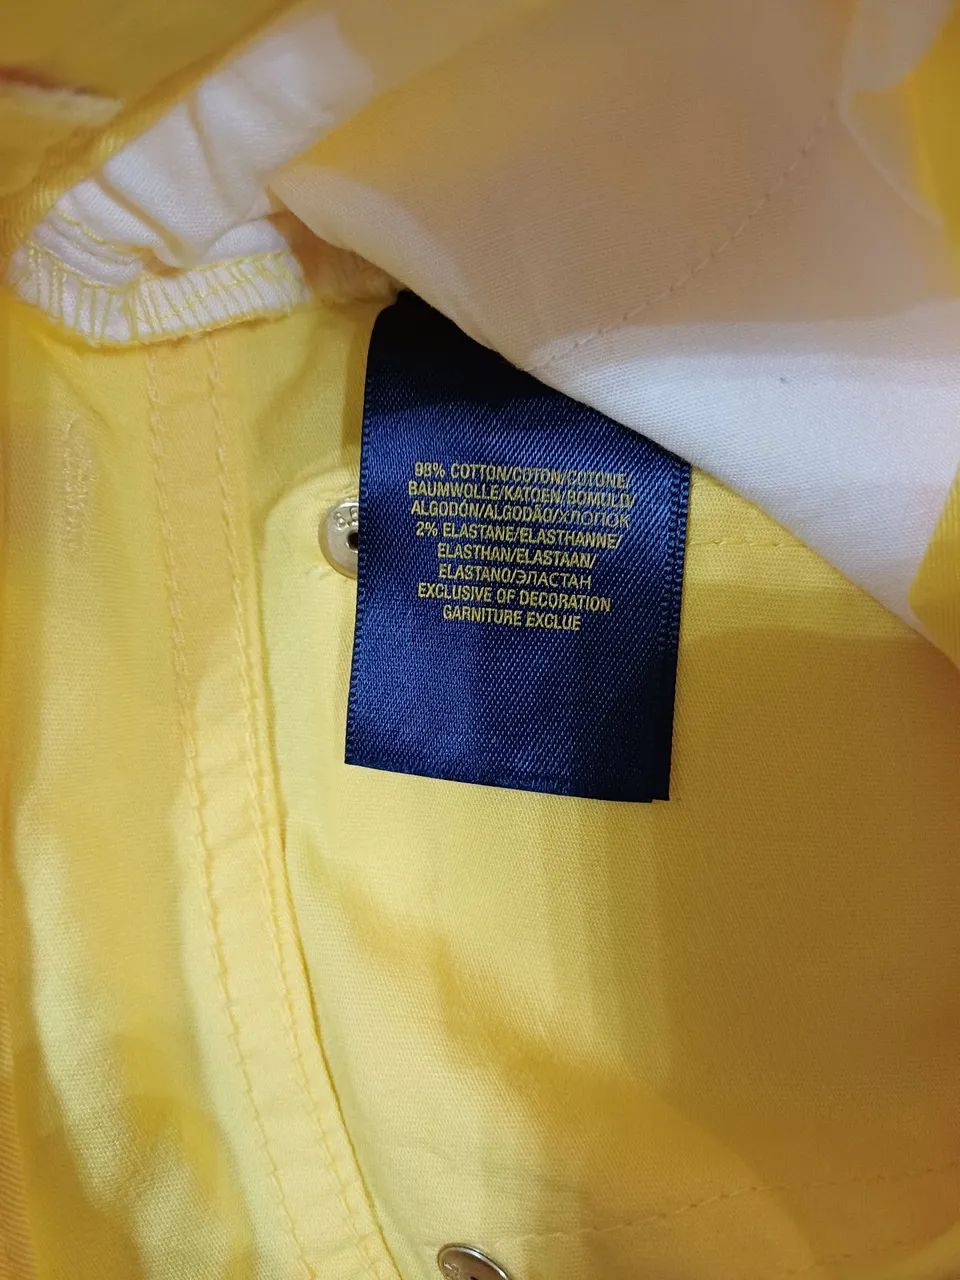 98% COTTON/COTON/COTONE/
BAUMWOLLE/KATOEN/BOMULD/
ALGODÓN/ALGODÃO/ХЛОПОК
2% ELASTANE/ELASTHANNE/
ELASTHAN/ELASTAAN/
ELASTANO/ЭЛАСТАН
EXCLUSIVE OF DECORATION
GARNITURE EXCLUE